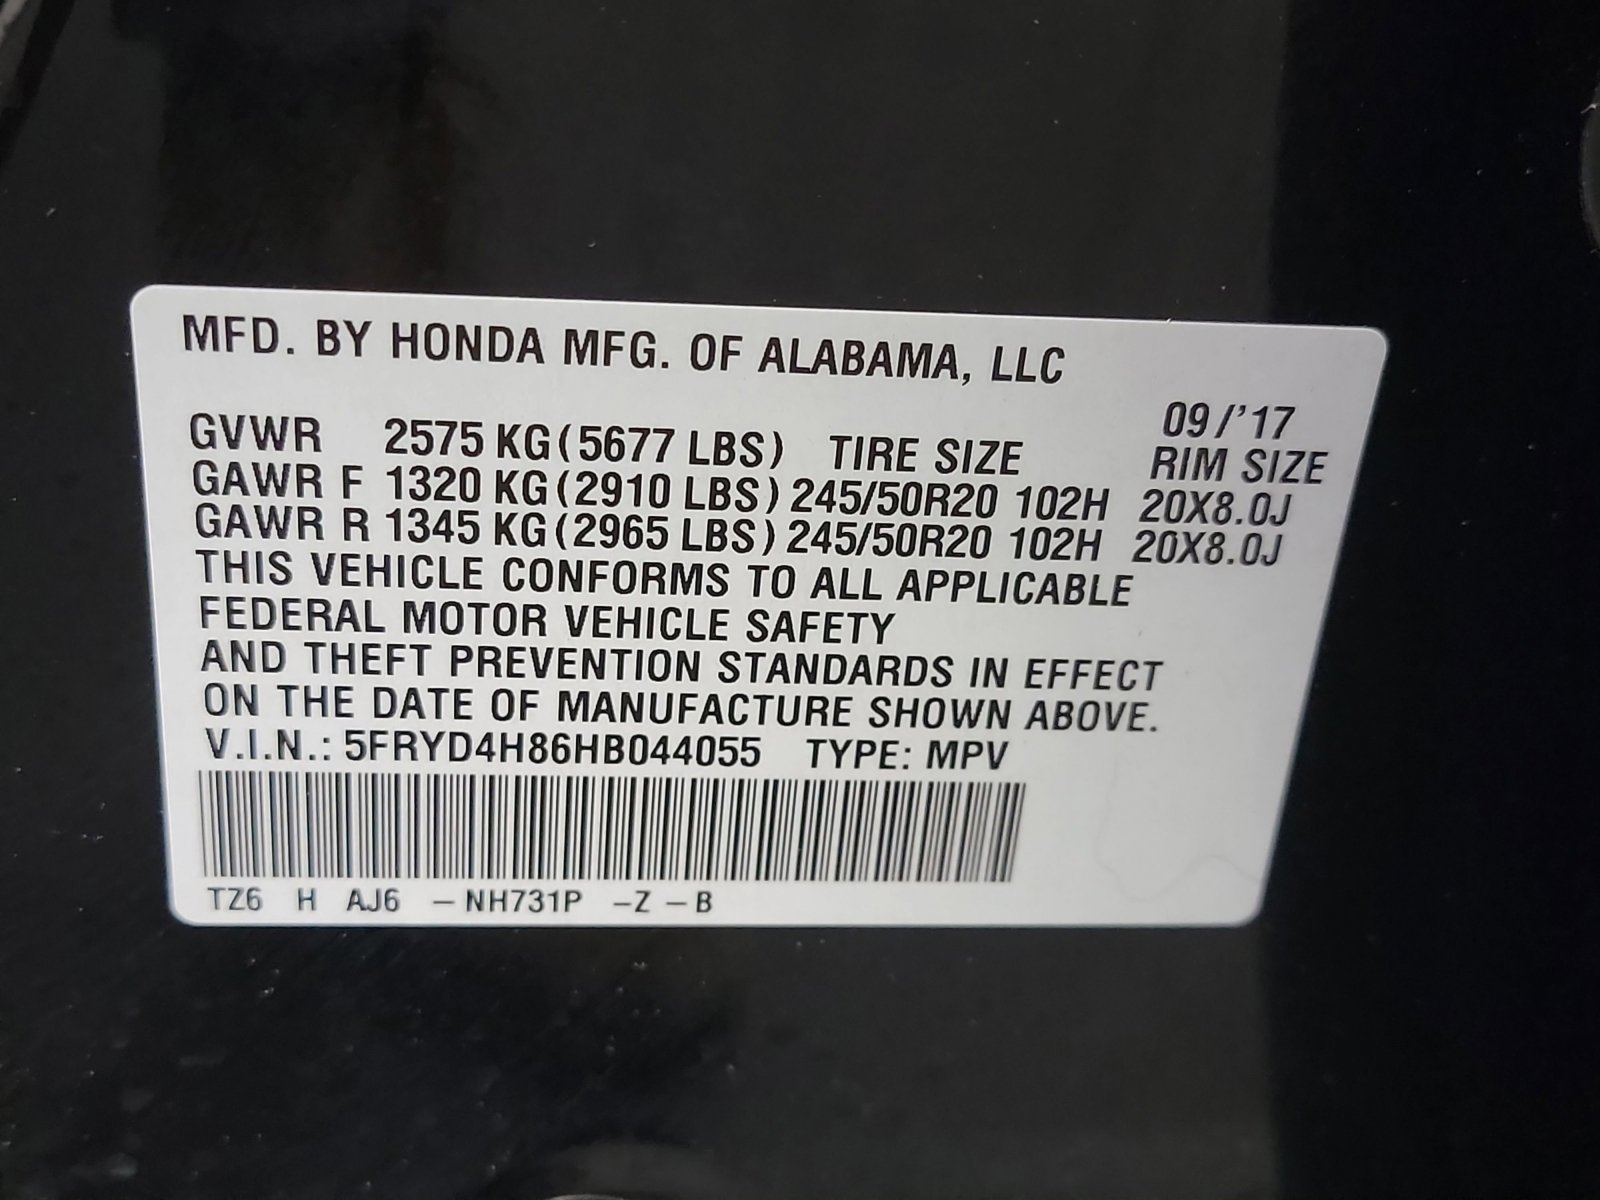 MFD. BY HONDA MFG. OF ALABAMA, LLC
09/'17
GVWR 2575 KG (5677 LBS) TIRE SIZE RIM SIZE
GAWR F 1320 KG (2910 LBS) 245/50R20 102H 20X8.0J
GAWR R 1345 KG (2965 LBS) 245/50R20 102H 20X8.0J
THIS VEHICLE CONFORMS TO ALL APPLICABLE
FEDERAL MOTOR VEHICLE SAFETY
AND THEFT PREVENTION STANDARDS IN EFFECT
ON THE DATE OF MANUFACTURE SHOWN ABOVE.
V.I.N.: 5FRYD4H86HB044055 TYPE: MPV
TZ6 H AJ6 – NH731P –Z – B